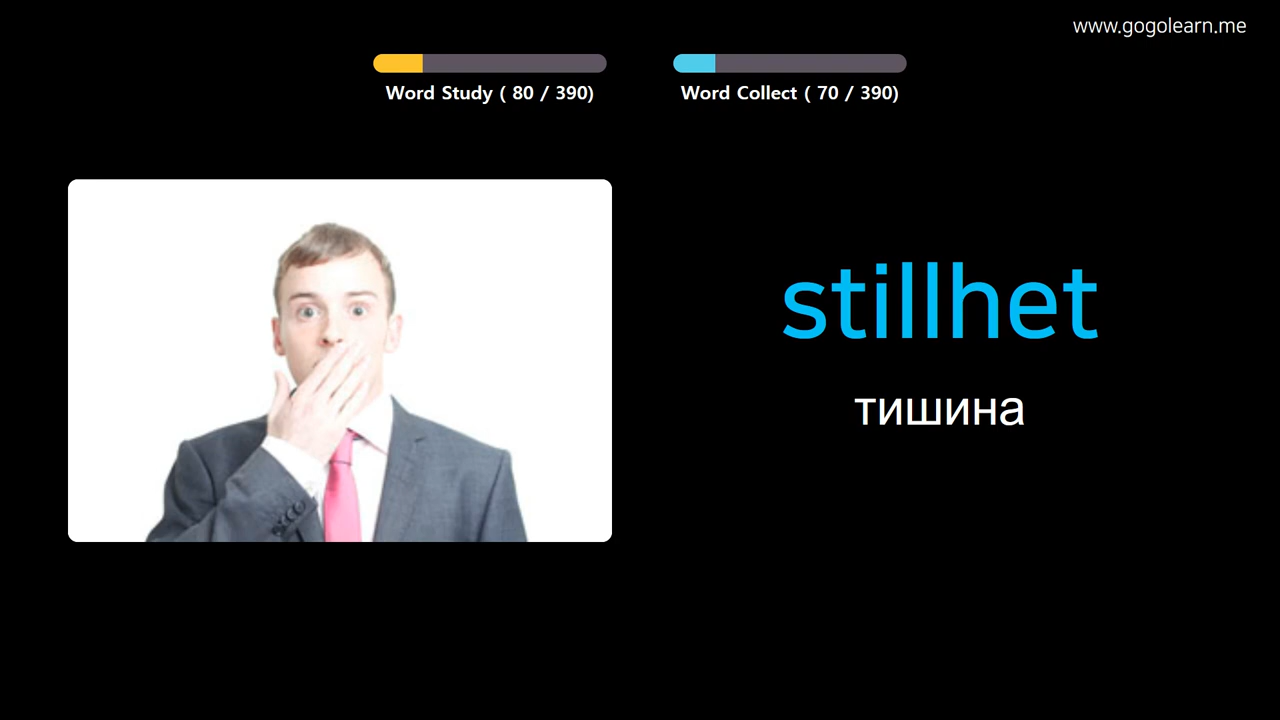 www.gogolearn.me
Word Study ( 80 / 390)
Word Collect ( 70 / 390)
stillhet
тишина